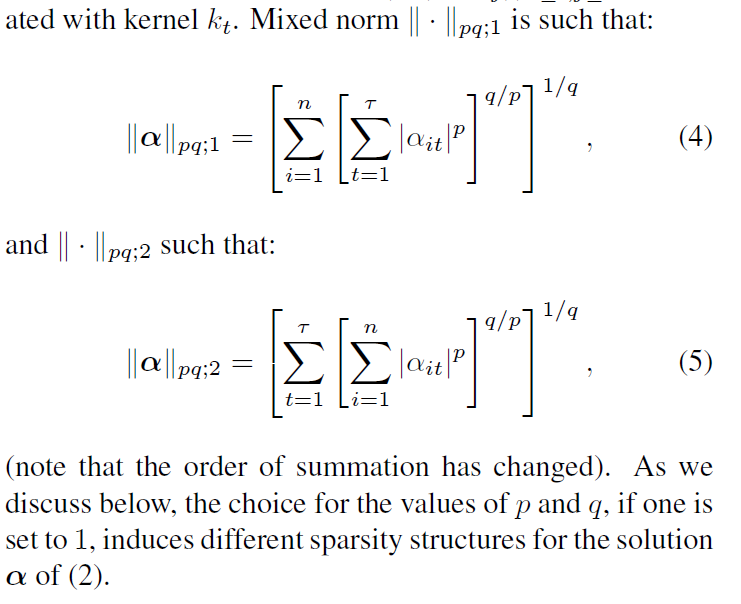 ated with kernel $k_t$. Mixed norm $\| \cdot \|_{pq;1}$ is such that:
$\|\boldsymbol{\alpha}\|_{pq;1} = \left[ \sum_{i=1}^{n} \left[ \sum_{t=1}^{\tau} |\alpha_{it}|^p \right]^{q/p} \right]^{1/q},$ (4)
and $\| \cdot \|_{pq;2}$ such that:
$\|\boldsymbol{\alpha}\|_{pq;2} = \left[ \sum_{t=1}^{\tau} \left[ \sum_{i=1}^{n} |\alpha_{it}|^p \right]^{q/p} \right]^{1/q},$ (5)
(note that the order of summation has changed). As we
discuss below, the choice for the values of $p$ and $q$, if one is
set to 1, induces different sparsity structures for the solution
$\boldsymbol{\alpha}$ of (2).